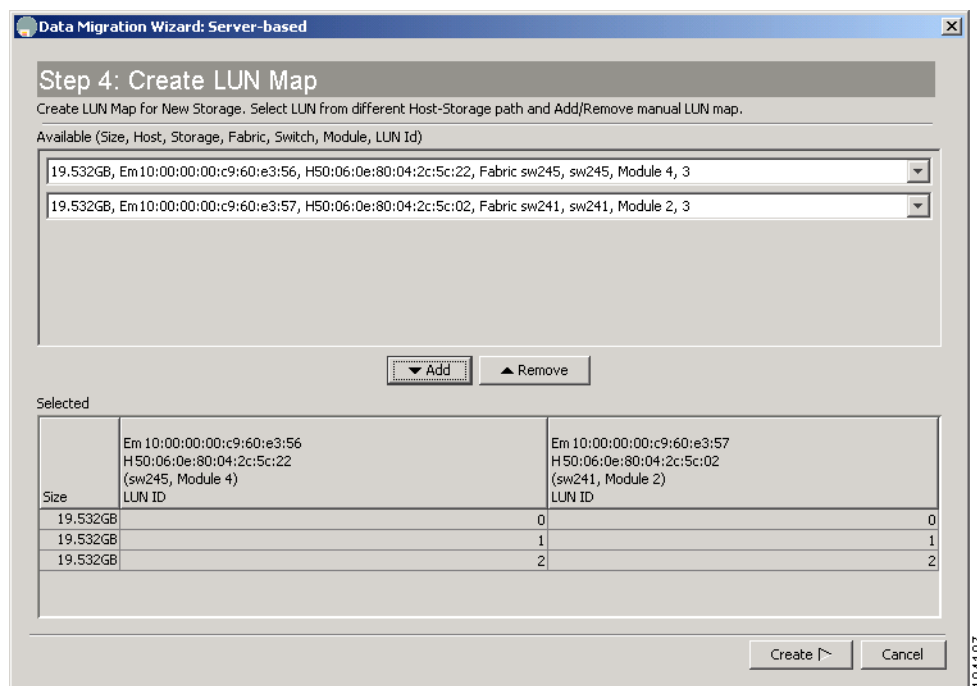 Data Migration Wizard: Server-based
Step 4: Create LUN Map
Create LUN Map for New Storage. Select LUN from different Host-Storage path and Add/Remove manual LUN map.
Available (Size, Host, Storage, Fabric, Switch, Module, LUN Id)
19.532GB, Em10:00:00:00:c9:60:e3:56, H50:06:0e:80:04:2c:5c:22, Fabric sw245, sw245, Module 4, 3
19.532GB, Em10:00:00:00:c9:60:e3:57, H50:06:0e:80:04:2c:5c:02, Fabric sw241, sw241, Module 2, 3
Add Remove
Selected
Em 10:00:00:00:c9:60:e3:56 Em 10:00:00:00:c9:60:e3:57
H50:06:0e:80:04:2c:5c:22 H50:06:0e:80:04:2c:5c:02
(sw245, Module 4) (sw241, Module 2)
Size LUN ID LUN ID
19.532GB 0 0
19.532GB 1 1
19.532GB 2 2
Create Cancel